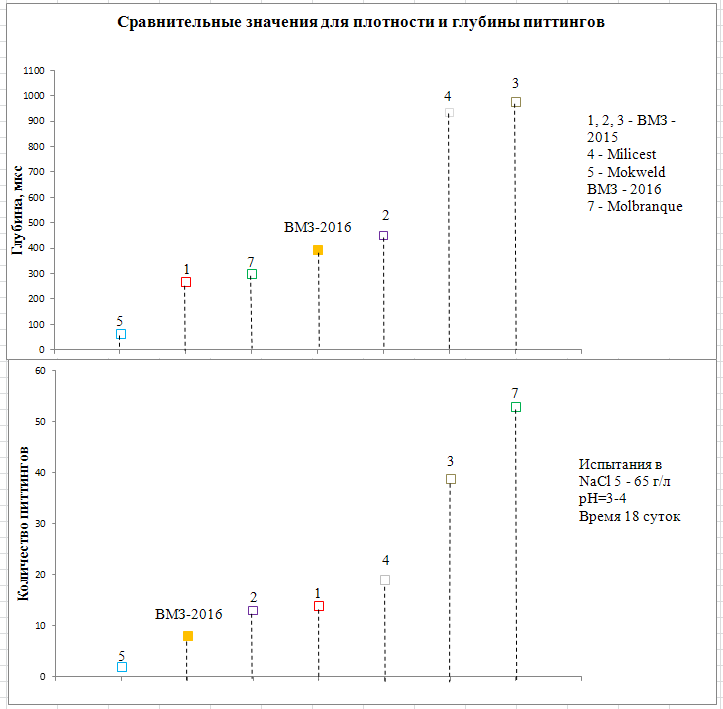 Сравнительные значения для плотности и глубины питтингов
Глубина, мкс
1100
1000
900
800
700
600
500
400
300
200
100
0
5
1
7
ВМЗ-2016
2
4
3
1, 2, 3 - ВМЗ -
2015
4 - Milicest
5 - Mokweld
ВМЗ - 2016
7 - Molbranque
Количество питтингов
60
50
40
30
20
10
0
5
ВМЗ-2016
2
1
4
3
7
Испытания в
NaCl 5 - 65 г/л
pH=3-4
Время 18 суток